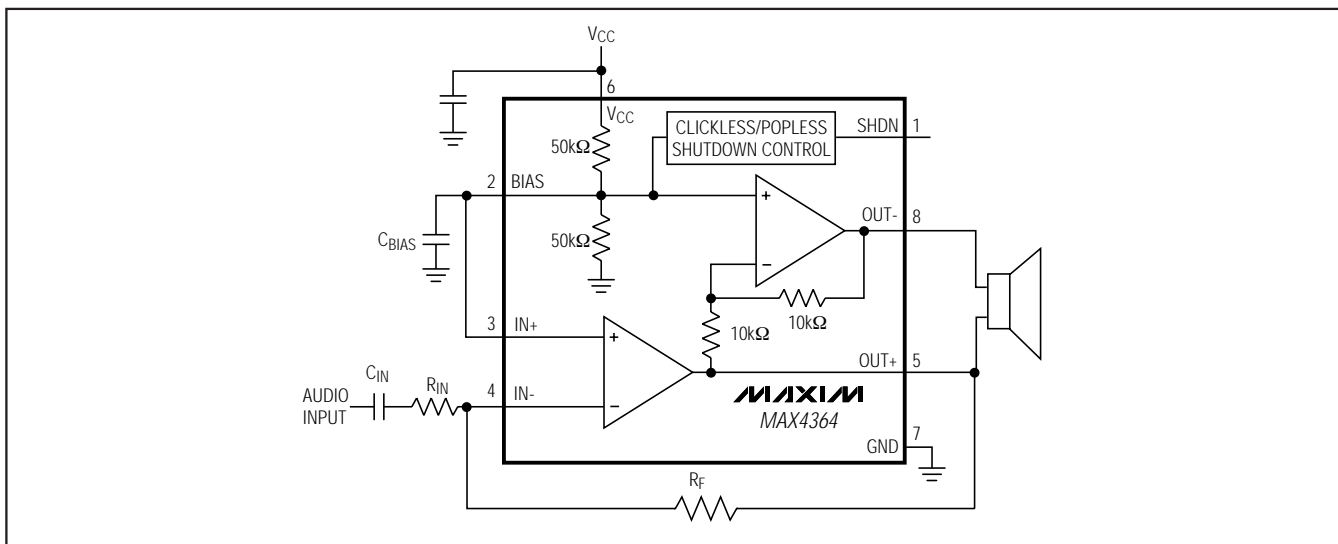 VCC
6
VCC
CLICKLESS/POPLESS
SHUTDOWN CONTROL
SHDN
1
50kΩ
2
BIAS
OUT-
8
CBIAS
50kΩ
10kΩ
10kΩ
3
IN+
OUT+
5
CIN
RIN
4
IN-
AUDIO
INPUT
MAXIM
MAX4364
7
GND
RF